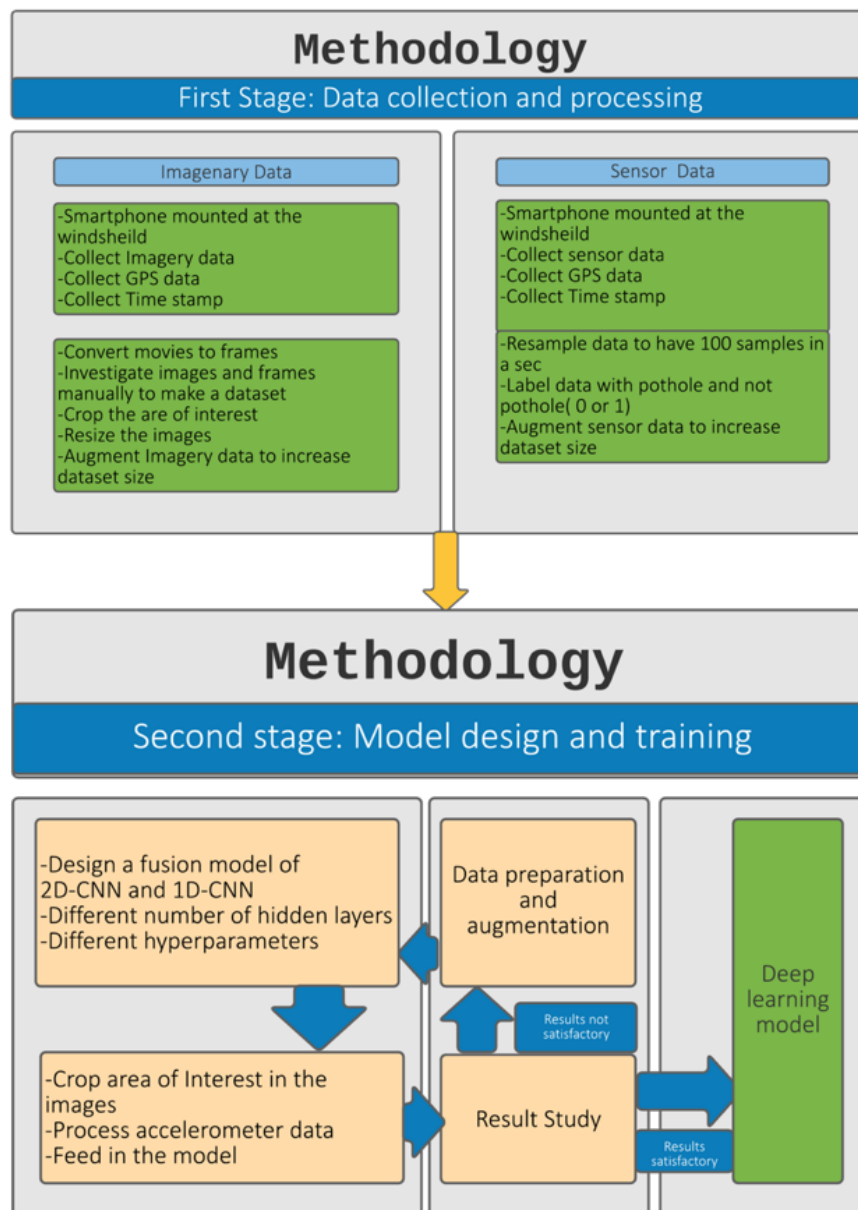 Methodology
First Stage: Data collection and processing
Imagenary Data
-Smartphone mounted at the
windsheild
-Collect Imagery data
-Collect GPS data
-Collect Time stamp
-Convert movies to frames
-Investigate images and frames
manually to make a dataset
-Crop the are of interest
-Resize the images
-Augment Imagery data to increase
dataset size
Sensor Data
-Smartphone mounted at the
windsheild
-Collect sensor data
-Collect GPS data
-Collect Time stamp
-Resample data to have 100 samples in
a sec
-Label data with pothole and not
pothole( 0 or 1)
-Augment sensor data to increase
dataset size
Methodology
Second stage: Model design and training
-Design a fusion model of
2D-CNN and 1D-CNN
-Different number of hidden layers
-Different hyperparameters
-Crop area of Interest in the
images
-Process accelerometer data
-Feed in the model
Data preparation
and
augmentation
Results not
satisfactory
Result Study
Results
satisfactory
Deep
learning
model